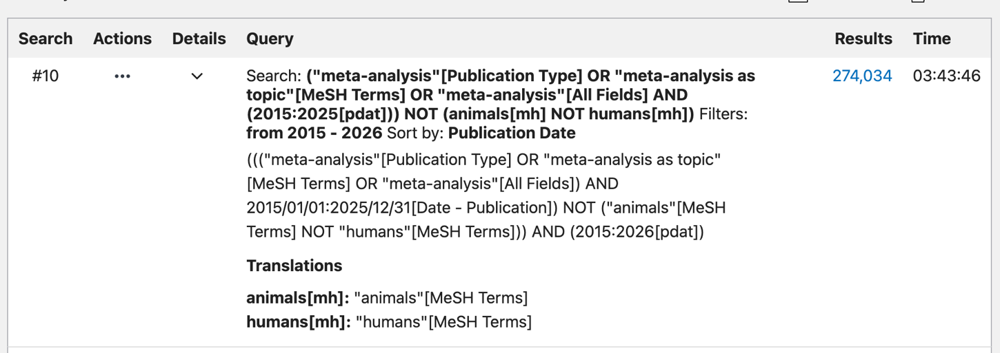 Search Actions Details Query Results Time
#10 ••• Search: ("meta-analysis"[Publication Type] OR "meta-analysis as 274,034 03:43:46
topic"[MeSH Terms] OR "meta-analysis"[All Fields] AND
(2015:2025[pdat])) NOT (animals[mh] NOT humans[mh]) Filters:
from 2015 - 2026 Sort by: Publication Date
((("meta-analysis"[Publication Type] OR "meta-analysis as topic"
[MeSH Terms] OR "meta-analysis"[All Fields]) AND
2015/01/01:2025/12/31[Date - Publication]) NOT ("animals"[MeSH
Terms] NOT "humans"[MeSH Terms])) AND (2015:2026[pdat])
Translations
animals[mh]: "animals"[MeSH Terms]
humans[mh]: "humans"[MeSH Terms]